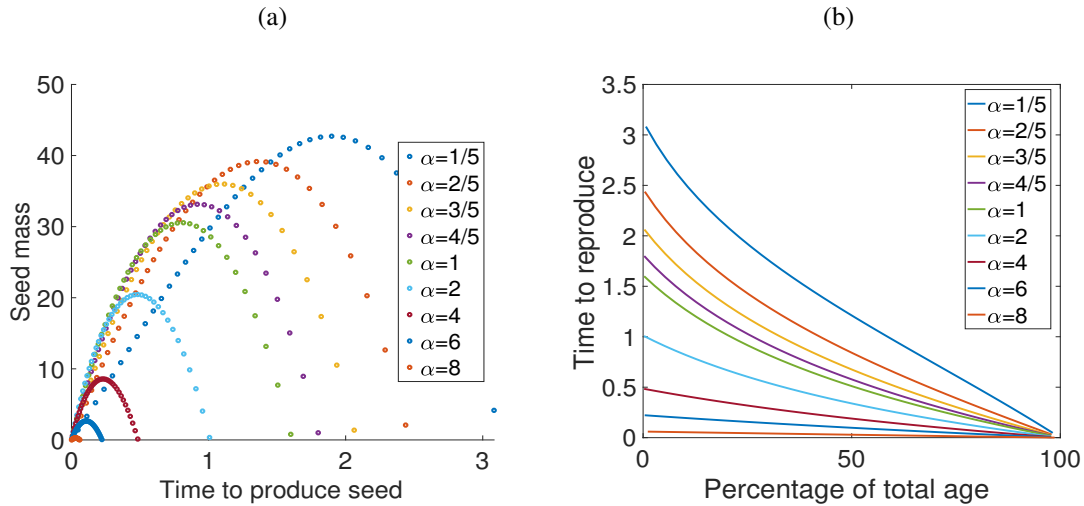 (a)
50
40
30
20
10
0
0
1
2
3
Seed mass
Time to produce seed
α=1/5
α=2/5
α=3/5
α=4/5
α=1
α=2
α=4
α=6
α=8
(b)
3.5
3
2.5
2
1.5
1
0.5
0
0
50
100
Time to reproduce
Percentage of total age
α=1/5
α=2/5
α=3/5
α=4/5
α=1
α=2
α=4
α=6
α=8